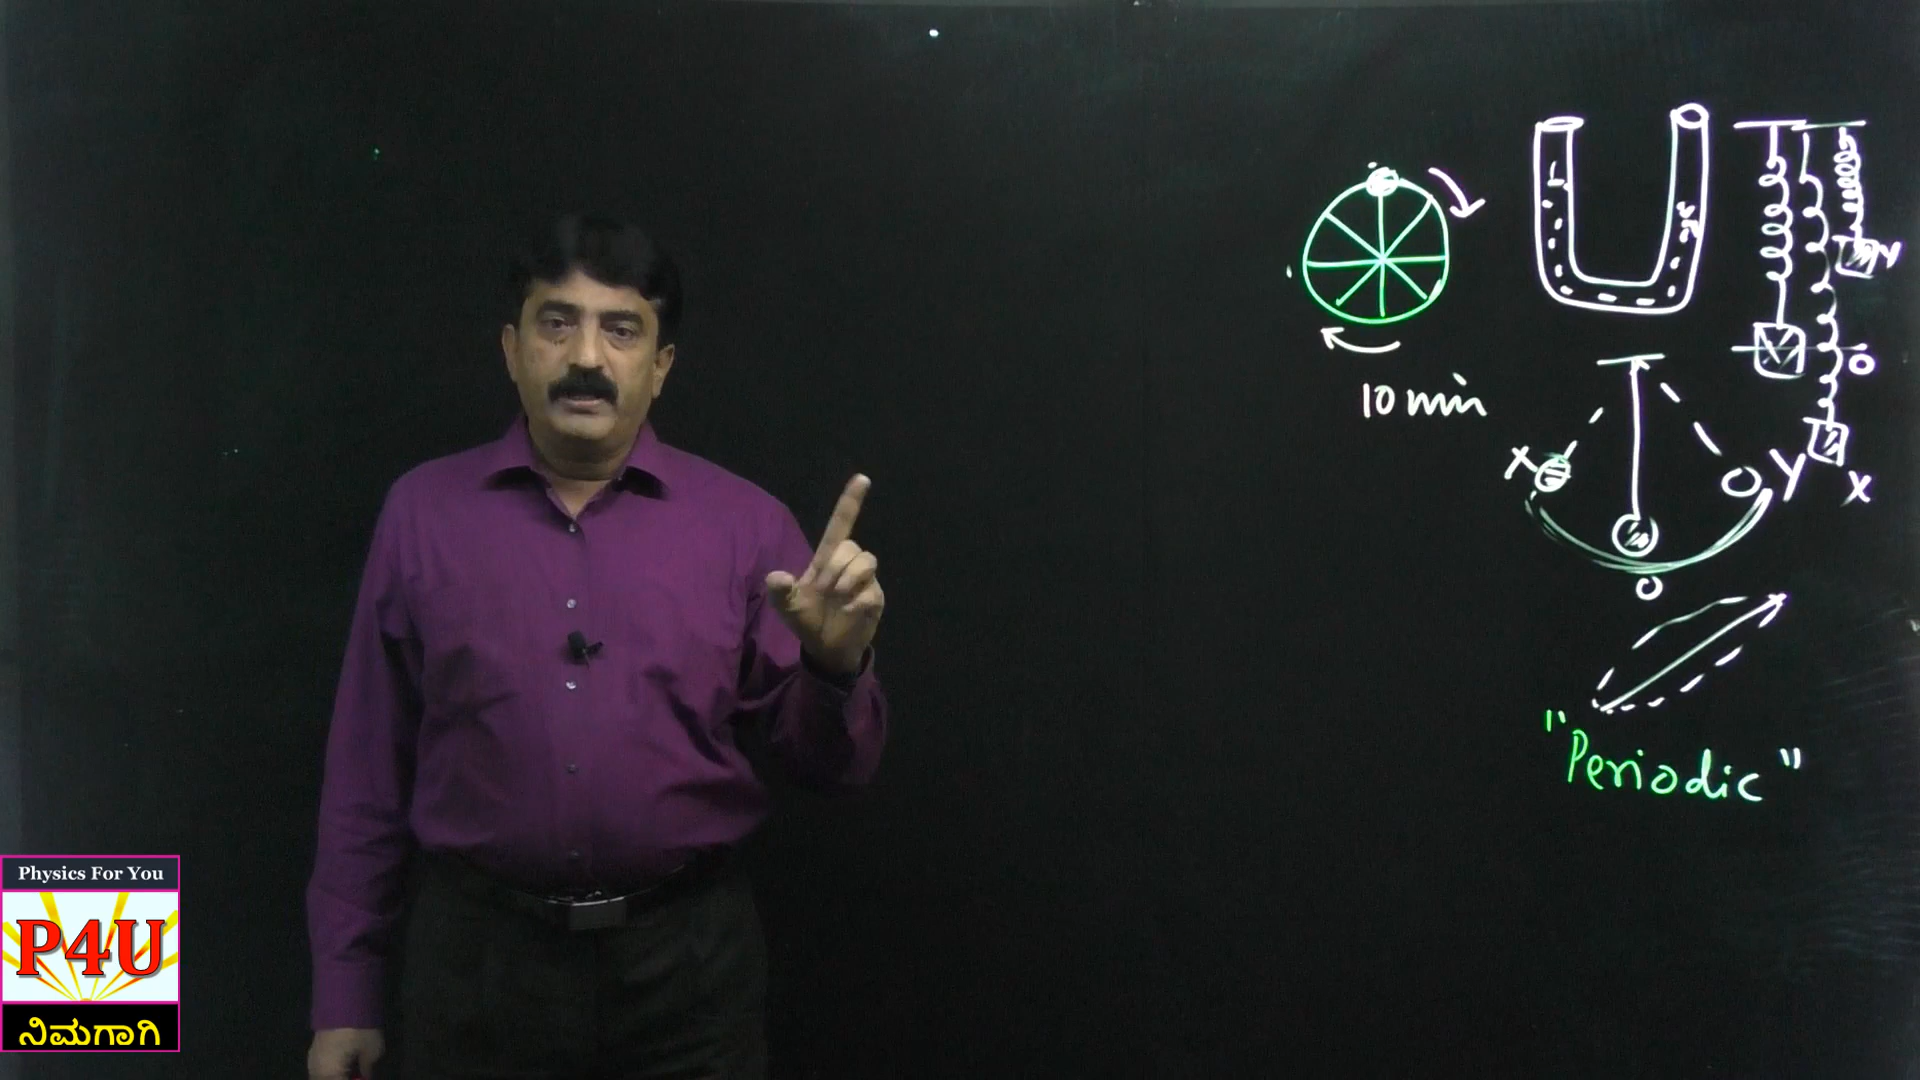 10 min
Y
O
X
Y
X
O
"Periodic"
Physics For You
P4U
ನಿಮಗಾಗಿ